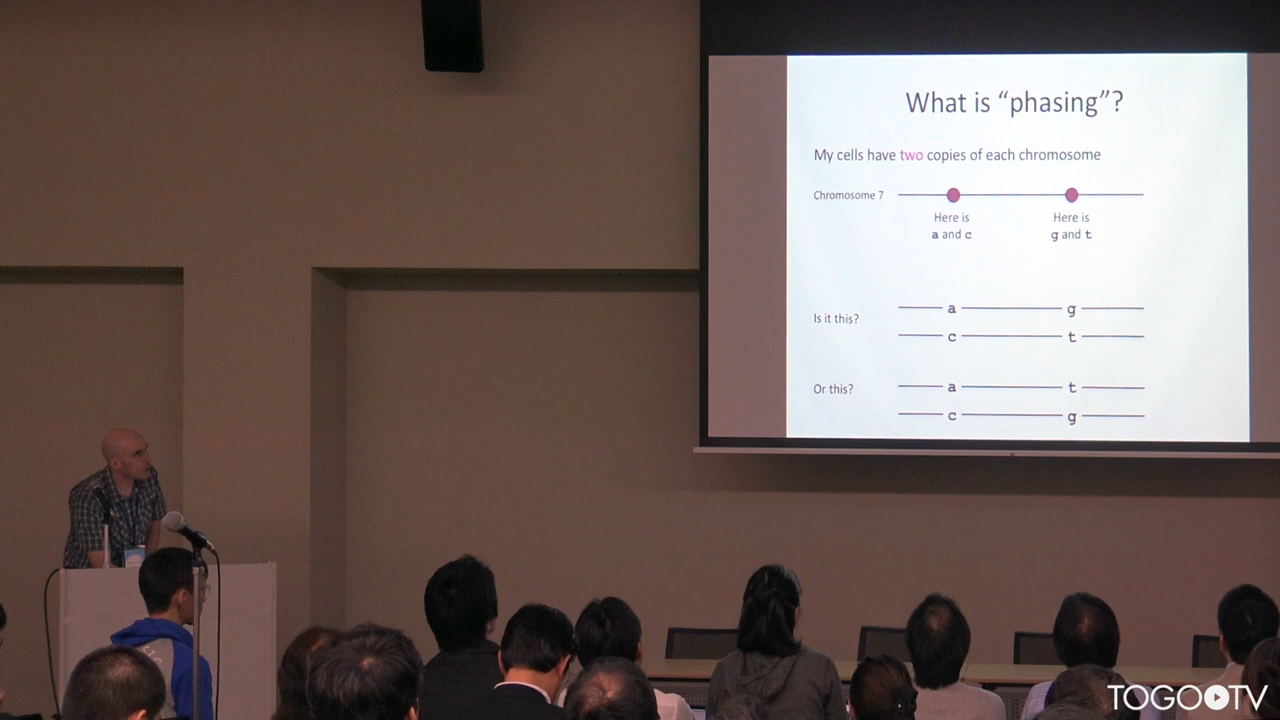 What is “phasing”?
My cells have two copies of each chromosome
Chromosome 7
Here is
a and c
Here is
g and t
Is it this?
a g
c t
Or this?
a t
c g
TOGOTV